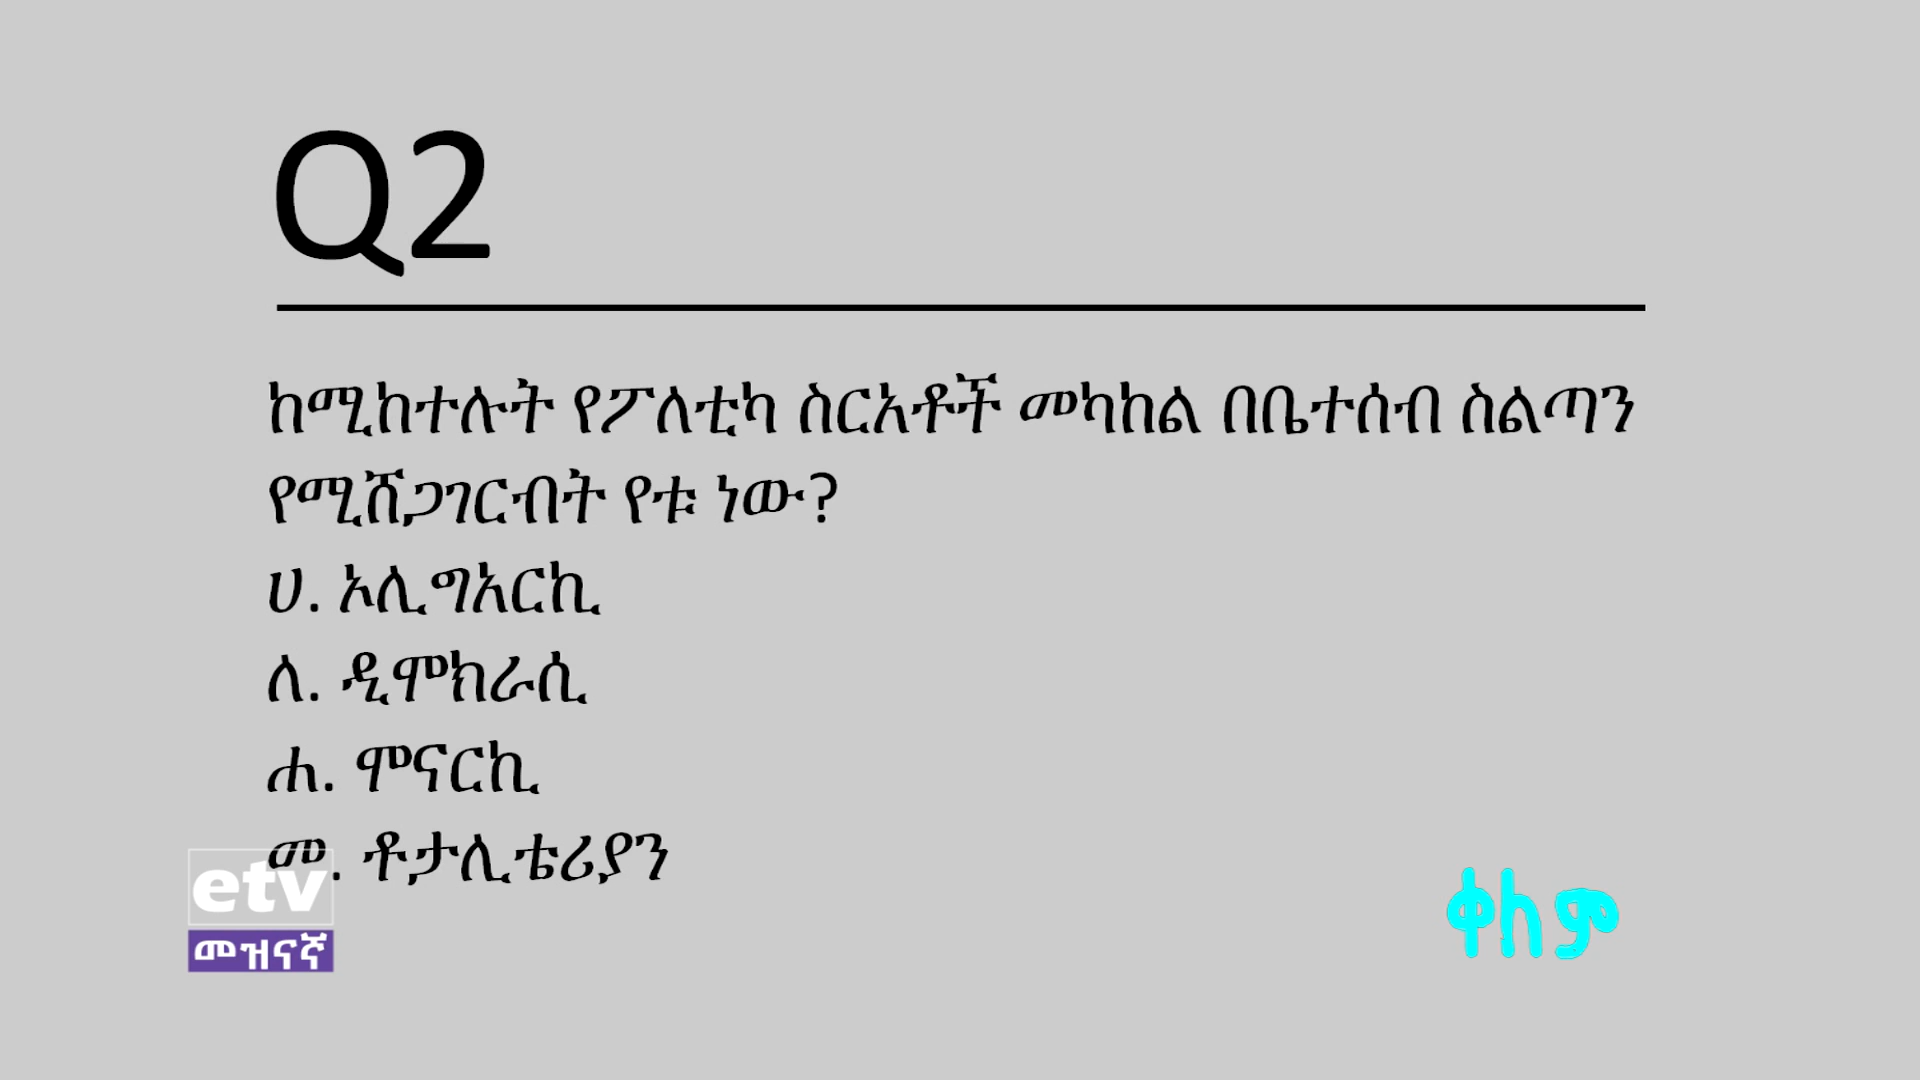 Q2
ከሚከተሉት የፖለቲካ ስርአቶች መካከል በቤተሰብ ስልጣን
የሚሸጋገርብት የቱ ነው?
ሀ. ኦሊግአርኪ
ለ. ዲሞክራሲ
ሐ. ሞናርኪ
መ. ቶታሊቴሪያን
etv
መዝናኛ
ቀለም